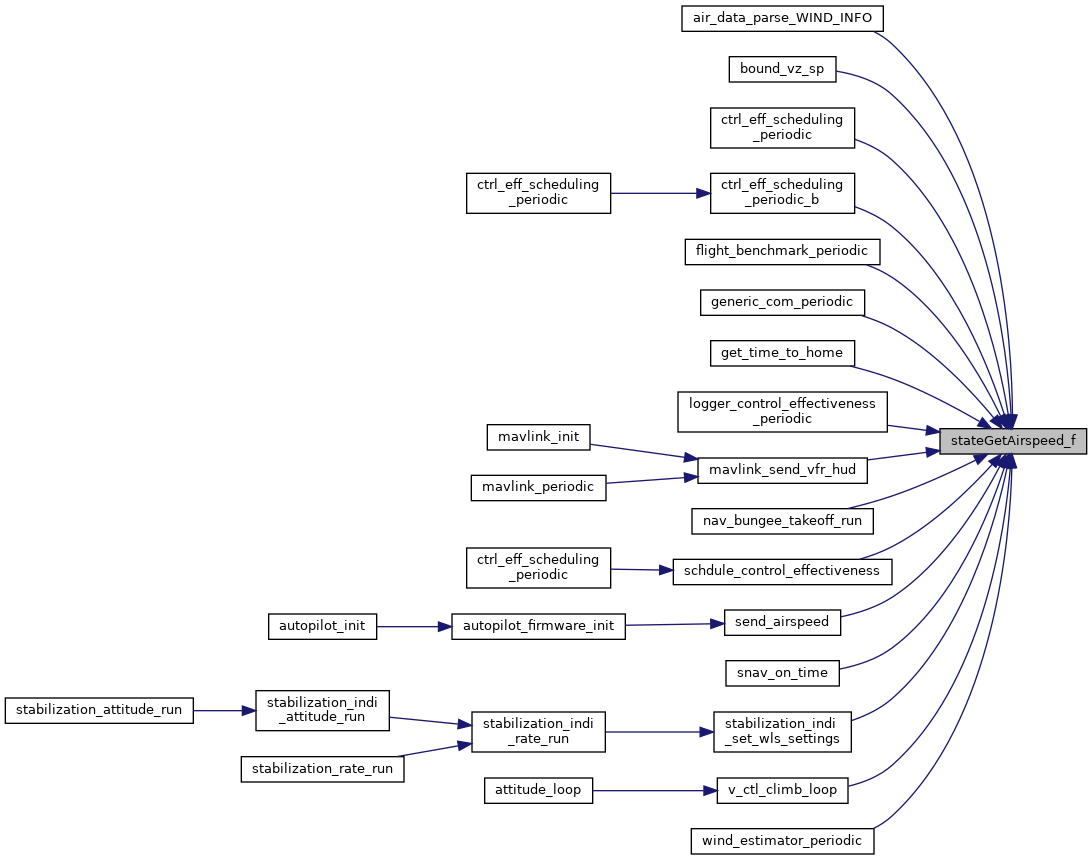 air_data_parse_WIND_INFO
bound_vz_sp
ctrl_eff_scheduling
_periodic
ctrl_eff_scheduling
_periodic
ctrl_eff_scheduling
_periodic_b
flight_benchmark_periodic
generic_com_periodic
get_time_to_home
logger_control_effectiveness
_periodic
stateGetAirspeed_f
mavlink_init
mavlink_send_vfr_hud
mavlink_periodic
nav_bungee_takeoff_run
ctrl_eff_scheduling
_periodic
schdule_control_effectiveness
autopilot_init
autopilot_firmware_init
send_airspeed
snav_on_time
stabilization_attitude_run
stabilization_indi
_attitude_run
stabilization_indi
_rate_run
stabilization_indi
_set_wls_settings
stabilization_rate_run
attitude_loop
v_ctl_climb_loop
wind_estimator_periodic